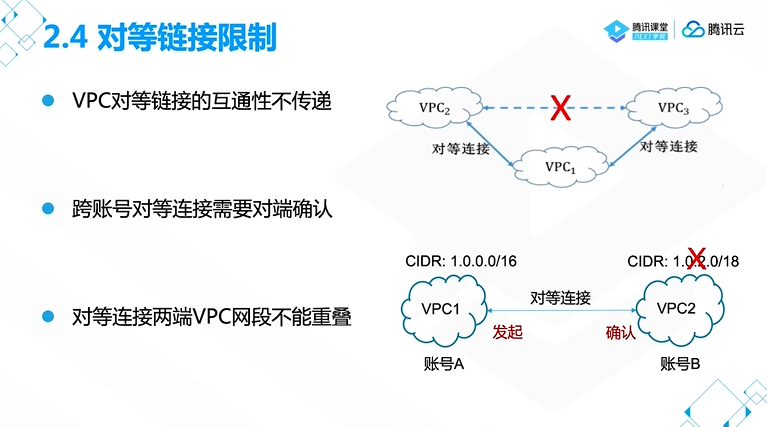 2.4 对等链接限制
腾讯课堂
NEXT学院
腾讯云
VPC对等链接的互通性不传递
跨账号对等连接需要对端确认
对等连接两端VPC网段不能重叠
VPC₂
X
VPC₃
对等连接
对等连接
VPC₁
CIDR: 1.0.0.0/16
CIDR: 1.0.2.0/18
X
VPC1
对等连接
VPC2
发起
确认
账号A
账号B